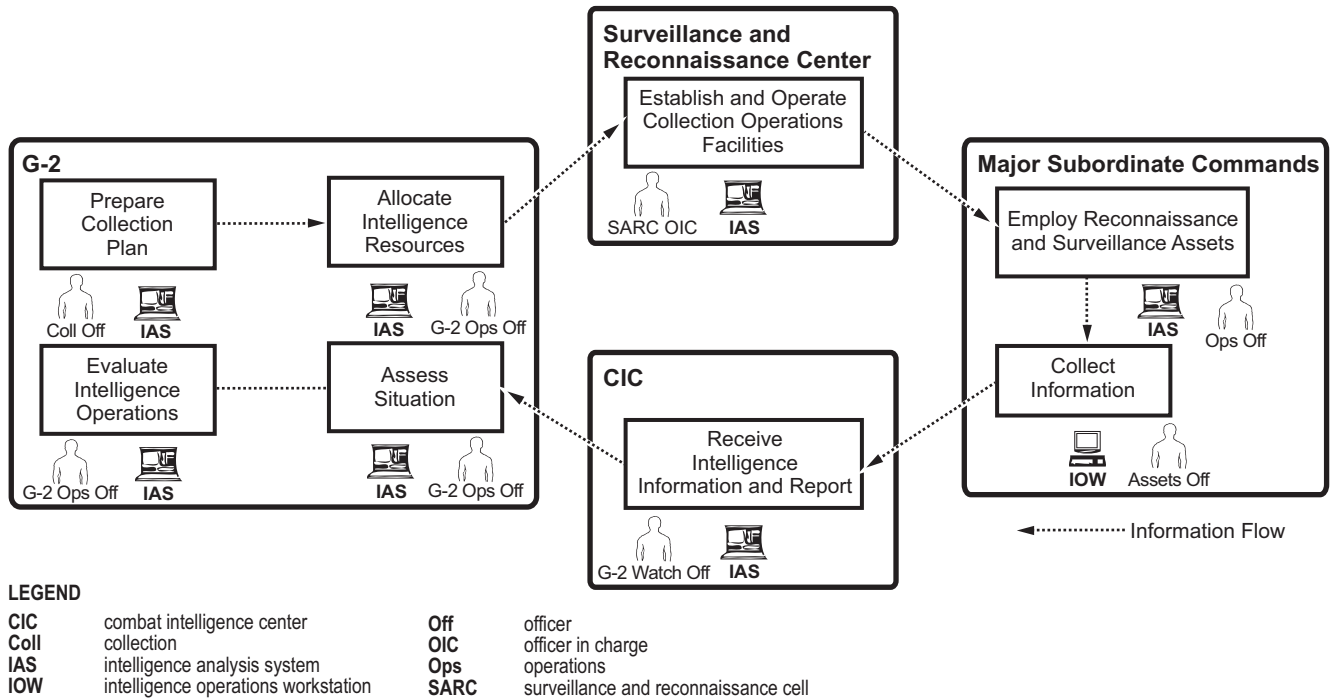 Surveillance and
Reconnaissance Center
Establish and Operate
Collection Operations
Facilities
SARC OIC
IAS
G-2
Prepare
Collection
Plan
Coll Off
IAS
Allocate
Intelligence
Resources
IAS
G-2 Ops Off
Evaluate
Intelligence
Operations
G-2 Ops Off
IAS
Assess
Situation
IAS
G-2 Ops Off
Major Subordinate Commands
Employ Reconnaissance
and Surveillance Assets
IAS
Ops Off
Collect
Information
IOW
Assets Off
CIC
Receive
Intelligence
Information and Report
G-2 Watch Off
IAS
Information Flow
LEGEND
CIC combat intelligence center
Coll collection
IAS intelligence analysis system
IOW intelligence operations workstation
Off officer
OIC officer in charge
Ops operations
SARC surveillance and reconnaissance cell